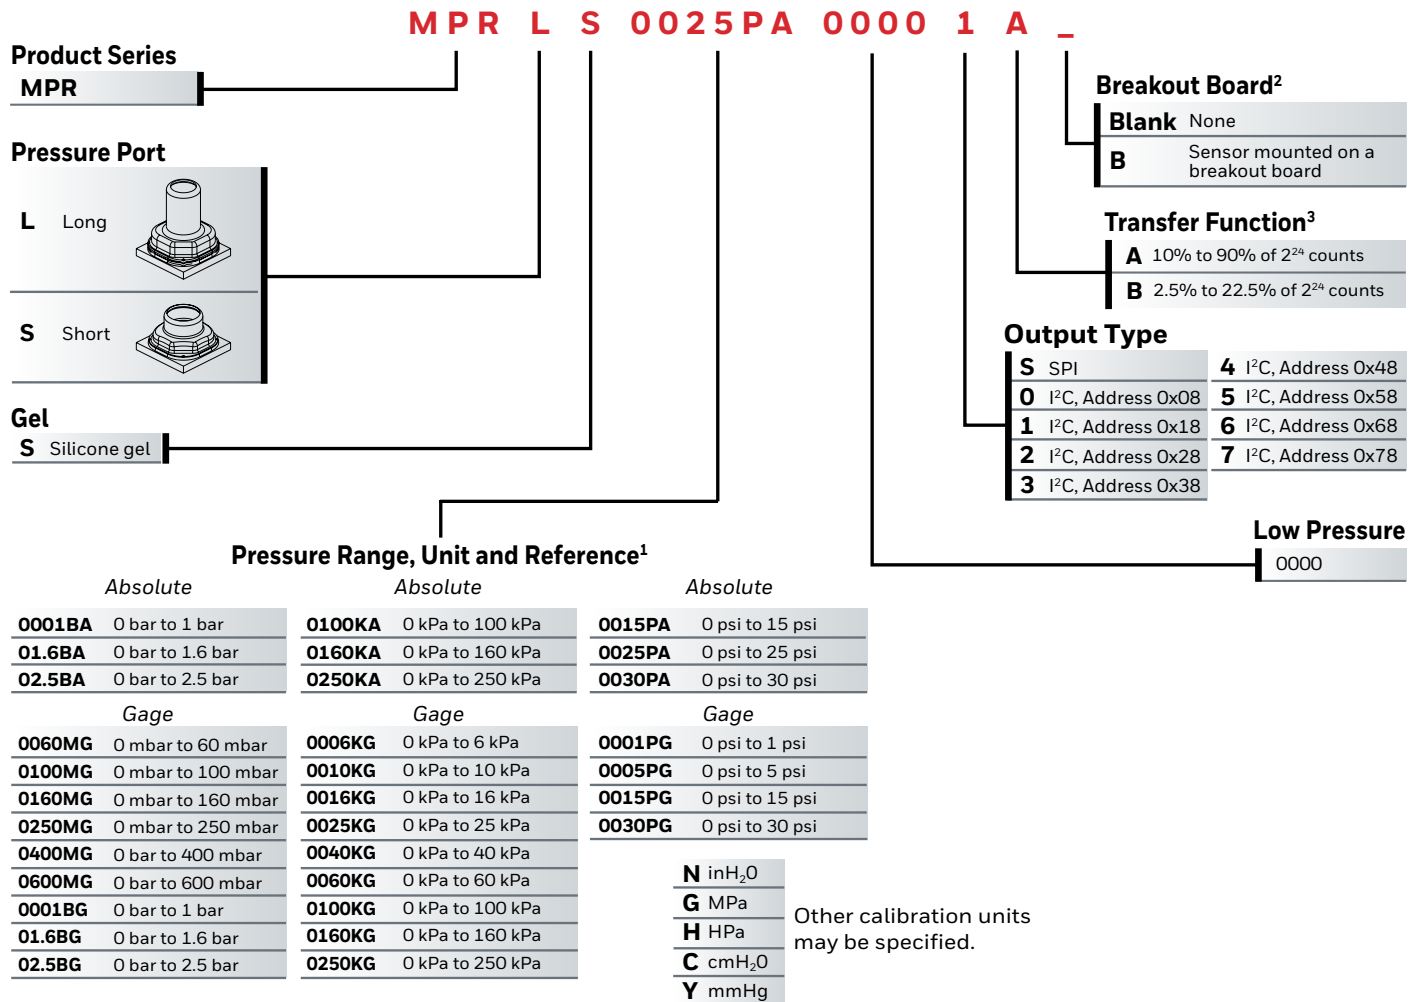 MPR L S 0025PA 0000 1 A _
Product Series
MPR
Pressure Port
L Long
S Short
Gel
S Silicone gel
Breakout Board²
Blank None
B Sensor mounted on a
breakout board
Transfer Function³
A 10% to 90% of 2²⁴ counts
B 2.5% to 22.5% of 2²⁴ counts
Output Type
S SPI
0 I²C, Address 0x08
1 I²C, Address 0x18
2 I²C, Address 0x28
3 I²C, Address 0x38
4 I²C, Address 0x48
5 I²C, Address 0x58
6 I²C, Address 0x68
7 I²C, Address 0x78
Low Pressure
0000
Pressure Range, Unit and Reference¹
Absolute
0001BA 0 bar to 1 bar
01.6BA 0 bar to 1.6 bar
02.5BA 0 bar to 2.5 bar
Gage
0060MG 0 mbar to 60 mbar
0100MG 0 mbar to 100 mbar
0160MG 0 mbar to 160 mbar
0250MG 0 mbar to 250 mbar
0400MG 0 bar to 400 mbar
0600MG 0 bar to 600 mbar
0001BG 0 bar to 1 bar
01.6BG 0 bar to 1.6 bar
02.5BG 0 bar to 2.5 bar
Absolute
0100KA 0 kPa to 100 kPa
0160KA 0 kPa to 160 kPa
0250KA 0 kPa to 250 kPa
Gage
0006KG 0 kPa to 6 kPa
0010KG 0 kPa to 10 kPa
0016KG 0 kPa to 16 kPa
0025KG 0 kPa to 25 kPa
0040KG 0 kPa to 40 kPa
0060KG 0 kPa to 60 kPa
0100KG 0 kPa to 100 kPa
0160KG 0 kPa to 160 kPa
0250KG 0 kPa to 250 kPa
Absolute
0015PA 0 psi to 15 psi
0025PA 0 psi to 25 psi
0030PA 0 psi to 30 psi
Gage
0001PG 0 psi to 1 psi
0005PG 0 psi to 5 psi
0015PG 0 psi to 15 psi
0030PG 0 psi to 30 psi
N inH₂0
G MPa
H HPa
C cmH₂0
Y mmHg
Other calibration units
may be specified.